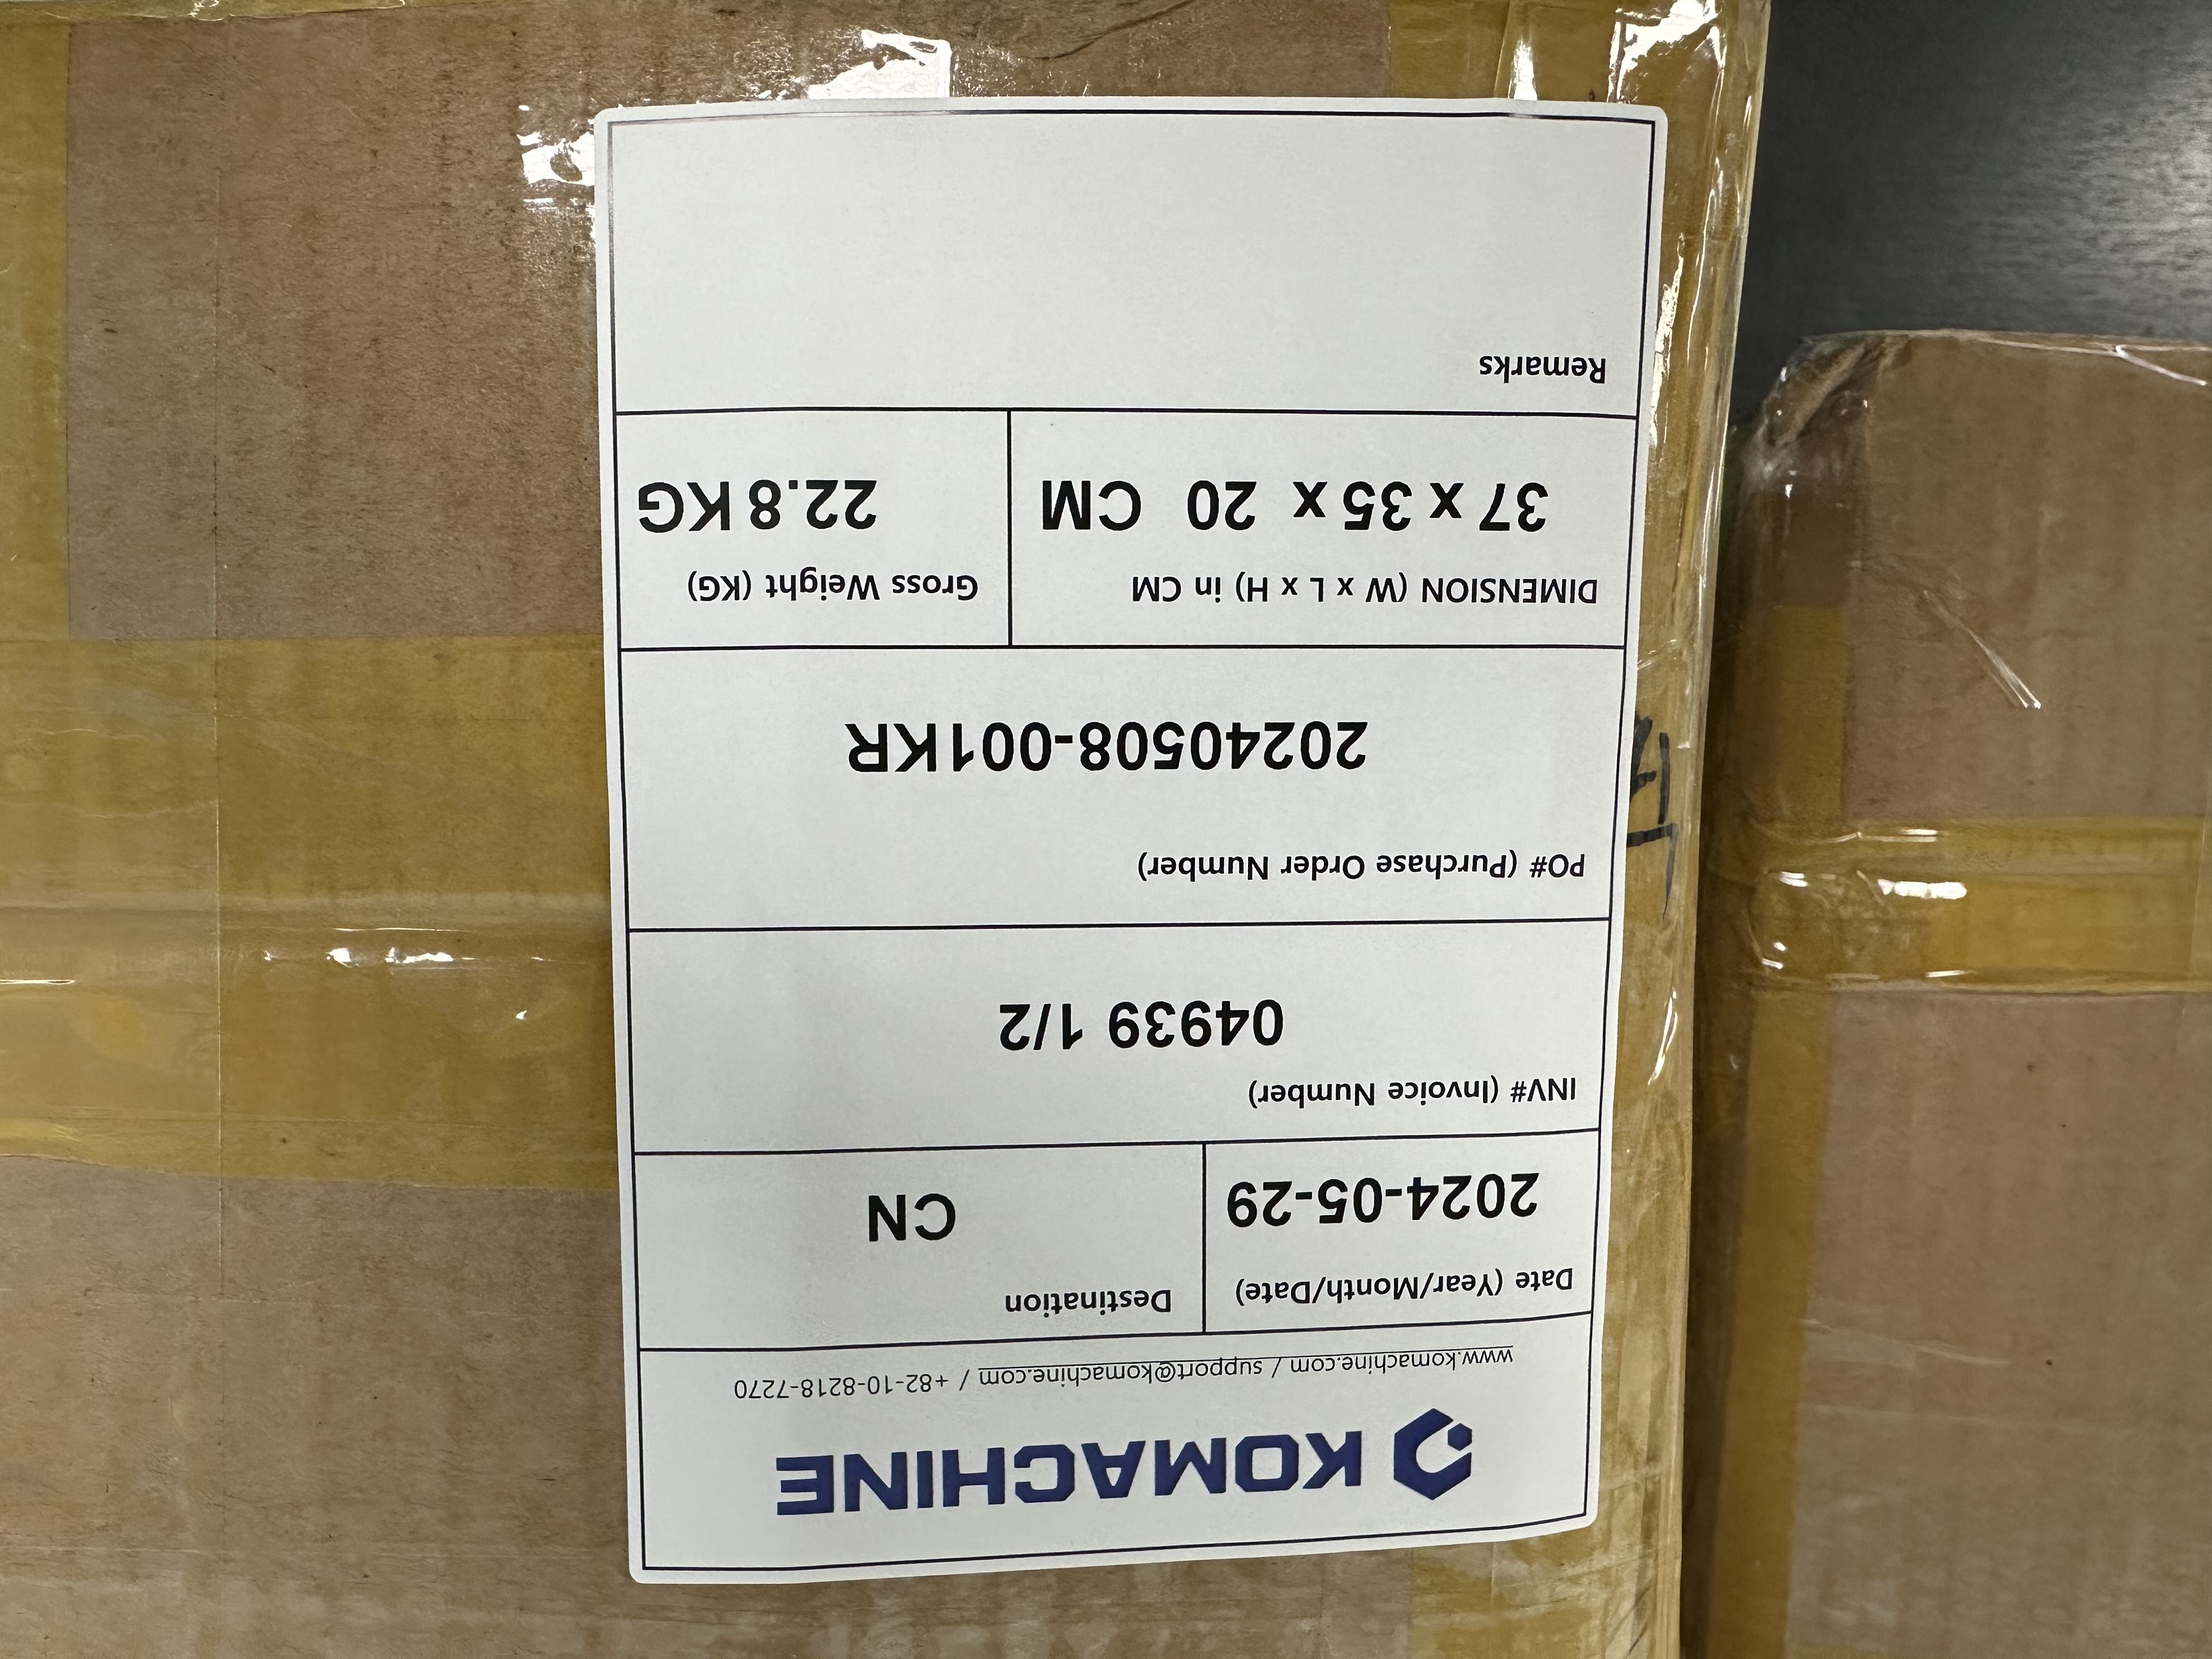 KOMACHINE
www.komachine.com / support@komachine.com / +82-10-8218-7270
Date (Year/Month/Date)
2024-05-29
Destination
CN
INV# (Invoice Number)
04939 1/2
PO# (Purchase Order Number)
20240508-001KR
DIMENSION (W x L x H) in CM
37 x 35 x 20 CM
Gross Weight (KG)
22.8 KG
Remarks